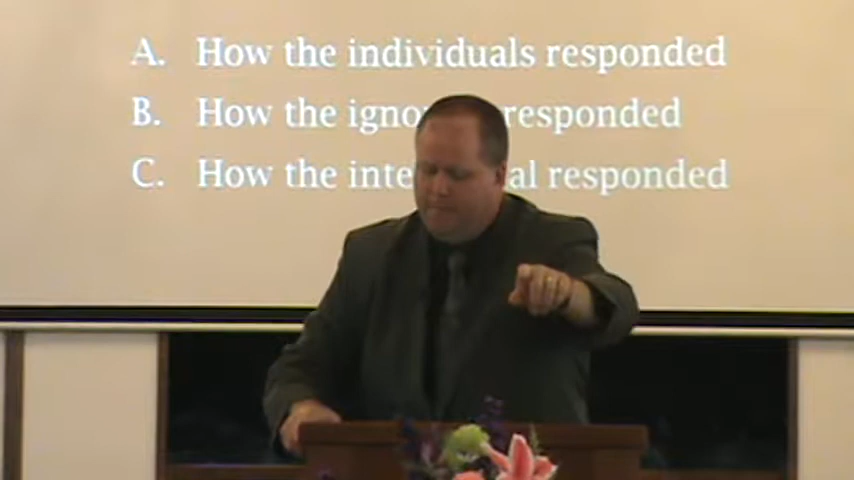 A. How the individuals responded
B. How the responded
C. How the responded